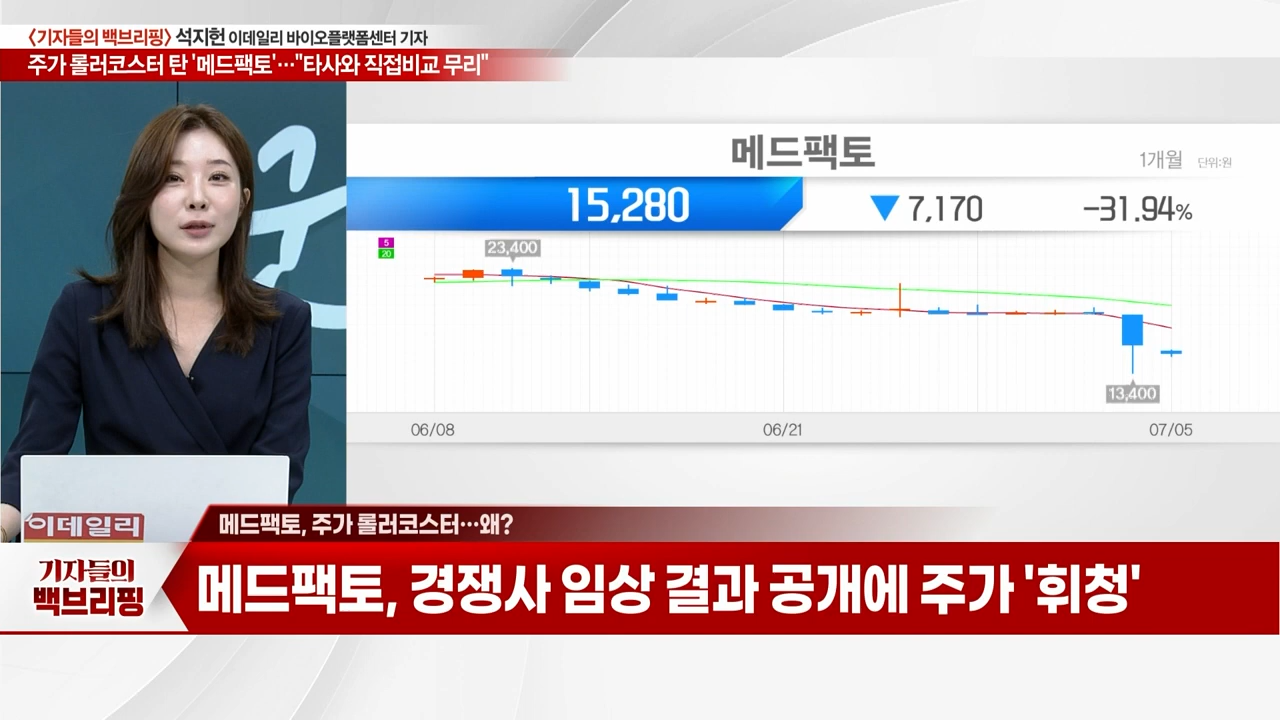 <기자들의 백브리핑> 석지헌 이데일리 바이오플랫폼센터 기자
주가 롤러코스터 탄 '메드팩토'…"타사와 직접비교 무리"
메드팩토
1개월 단위:원
15,280 ▼7,170 -31.94%
5
20
23,400
13,400
06/08 06/21 07/05
이데일리
메드팩토, 주가 롤러코스터…왜?
기자들의
백브리핑
메드팩토, 경쟁사 임상 결과 공개에 주가 '휘청'